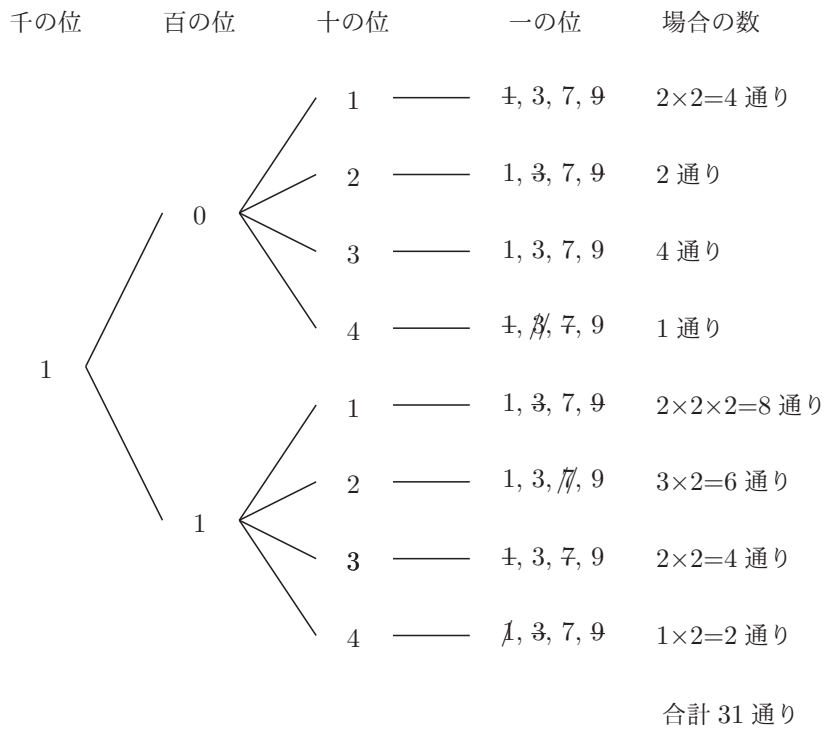 千の位 百の位 十の位 一の位 場合の数
1 1, 3, 7, 9 2×2=4 通り
2 1, 3, 7, 9 2 通り
0
3 1, 3, 7, 9 4 通り
4 1, 3, 7, 9 1 通り
1
1 1, 3, 7, 9 2×2×2=8 通り
2 1, 3, 7, 9 3×2=6 通り
1
3 1, 3, 7, 9 2×2=4 通り
4 1, 3, 7, 9 1×2=2 通り
合計 31 通り